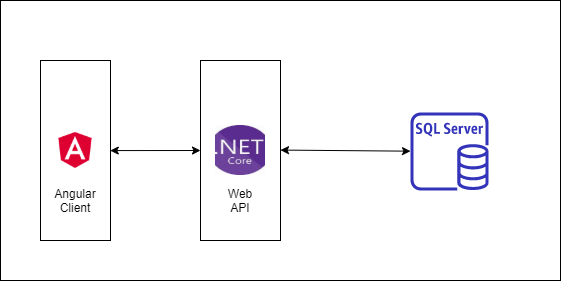 A
Angular
Client
.NET
Core
Web
API
SQL Server